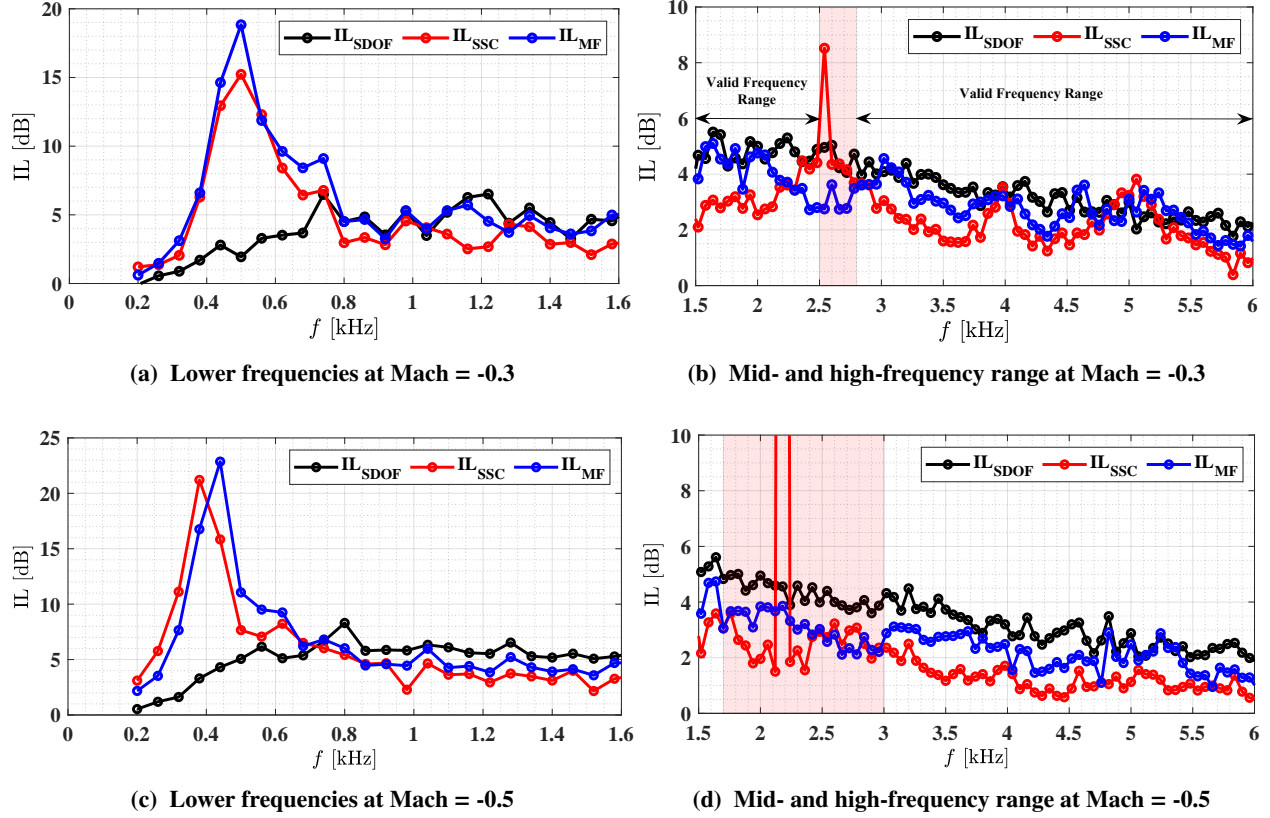 IL_SDOF IL_SSC IL_MF
20
15
10
5
0
IL [dB]
0 0.2 0.4 0.6 0.8 1 1.2 1.4 1.6
f [kHz]
(a) Lower frequencies at Mach = -0.3
IL_SDOF IL_SSC IL_MF
Valid Frequency
Range
Valid Frequency Range
10
8
6
4
2
0
IL [dB]
1.5 2 2.5 3 3.5 4 4.5 5 5.5 6
f [kHz]
(b) Mid- and high-frequency range at Mach = -0.3
IL_SDOF IL_SSC IL_MF
25
20
15
10
5
0
IL [dB]
0 0.2 0.4 0.6 0.8 1 1.2 1.4 1.6
f [kHz]
(c) Lower frequencies at Mach = -0.5
IL_SDOF IL_SSC IL_MF
10
8
6
4
2
0
IL [dB]
1.5 2 2.5 3 3.5 4 4.5 5 5.5 6
f [kHz]
(d) Mid- and high-frequency range at Mach = -0.5